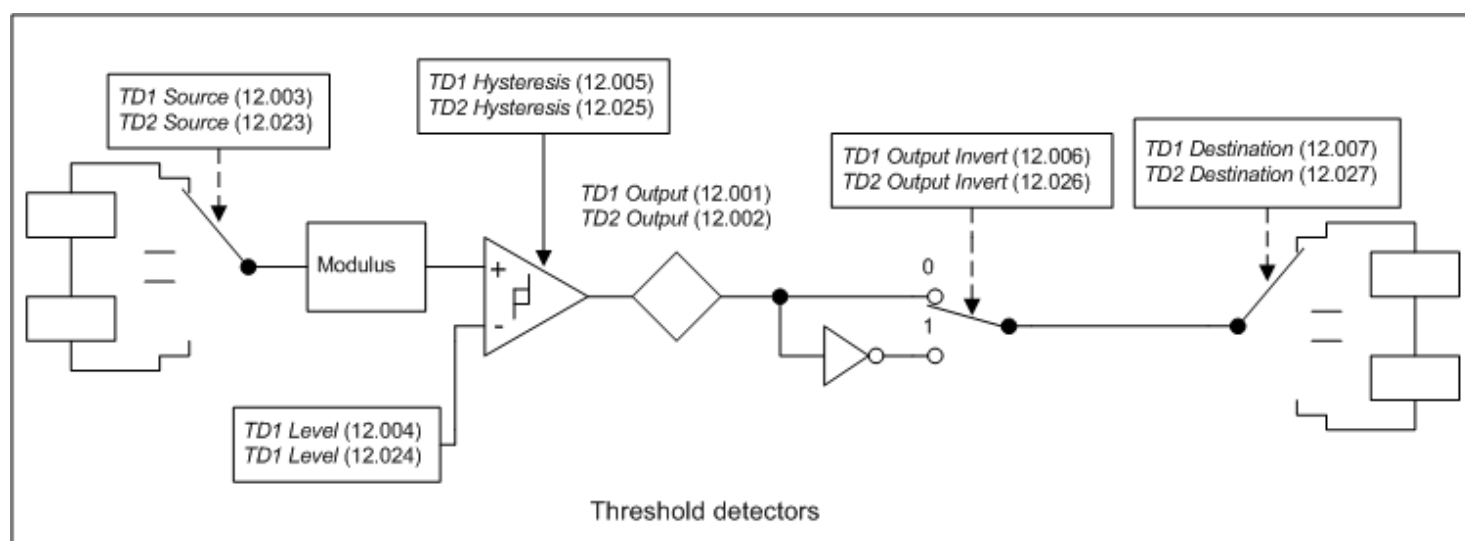 TD1 Source (12.003)
TD2 Source (12.023)
TD1 Hysteresis (12.005)
TD2 Hysteresis (12.025)
TD1 Output (12.001)
TD2 Output (12.002)
TD1 Output Invert (12.006)
TD2 Output Invert (12.026)
TD1 Destination (12.007)
TD2 Destination (12.027)
Modulus
+
-
0
1
TD1 Level (12.004)
TD1 Level (12.024)
Threshold detectors